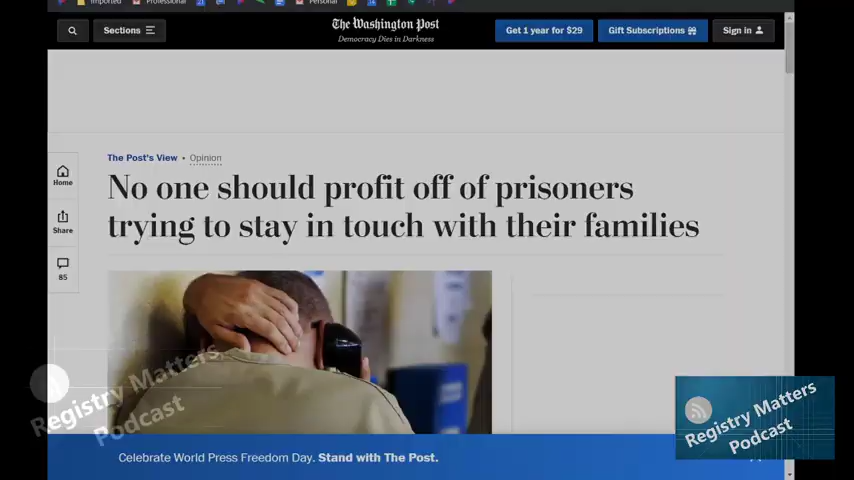 Imported
Professional
Personal
Sections
The Washington Post
Democracy Dies in Darkness
Get 1 year for $29
Gift Subscriptions
Sign in
The Post's View • Opinion
No one should profit off of prisoners
trying to stay in touch with their families
Home
Share
85
Registry Matters
Podcast
Registry Matters
Podcast
Celebrate World Press Freedom Day. Stand with The Post.